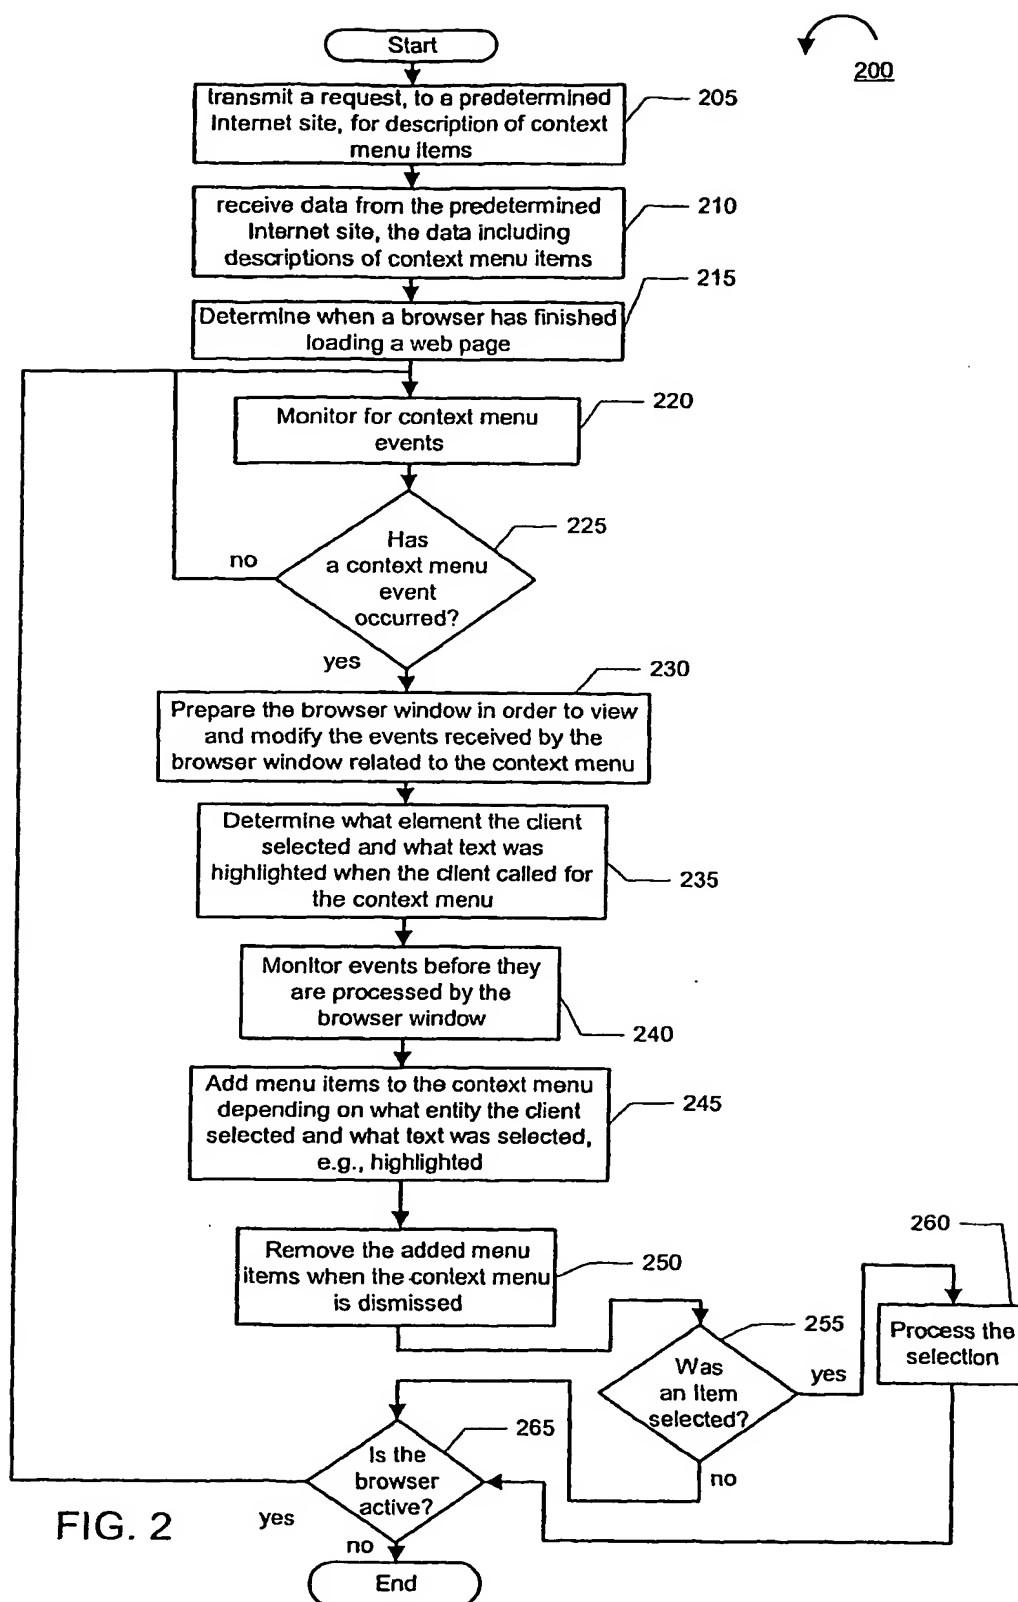 Start
200
transmit a request, to a predetermined
Internet site, for description of context
menu items
205
receive data from the predetermined
Internet site, the data including
descriptions of context menu items
210
215
Determine when a browser has finished
loading a web page
Monitor for context menu
events
220
225
Has
a context menu
event
occurred?
no
yes
230
Prepare the browser window in order to view
and modify the events received by the
browser window related to the context menu
Determine what element the client
selected and what text was
highlighted when the client called for
the context menu
235
Monitor events before they
are processed by the
browser window
240
Add menu items to the context menu
depending on what entity the client
selected and what text was selected,
e.g., highlighted
245
Remove the added menu
items when the context menu
is dismissed
250
255
Was
an item
selected?
yes
no
260
Process the
selection
265
Is the
browser
active?
yes
no
End
FIG. 2